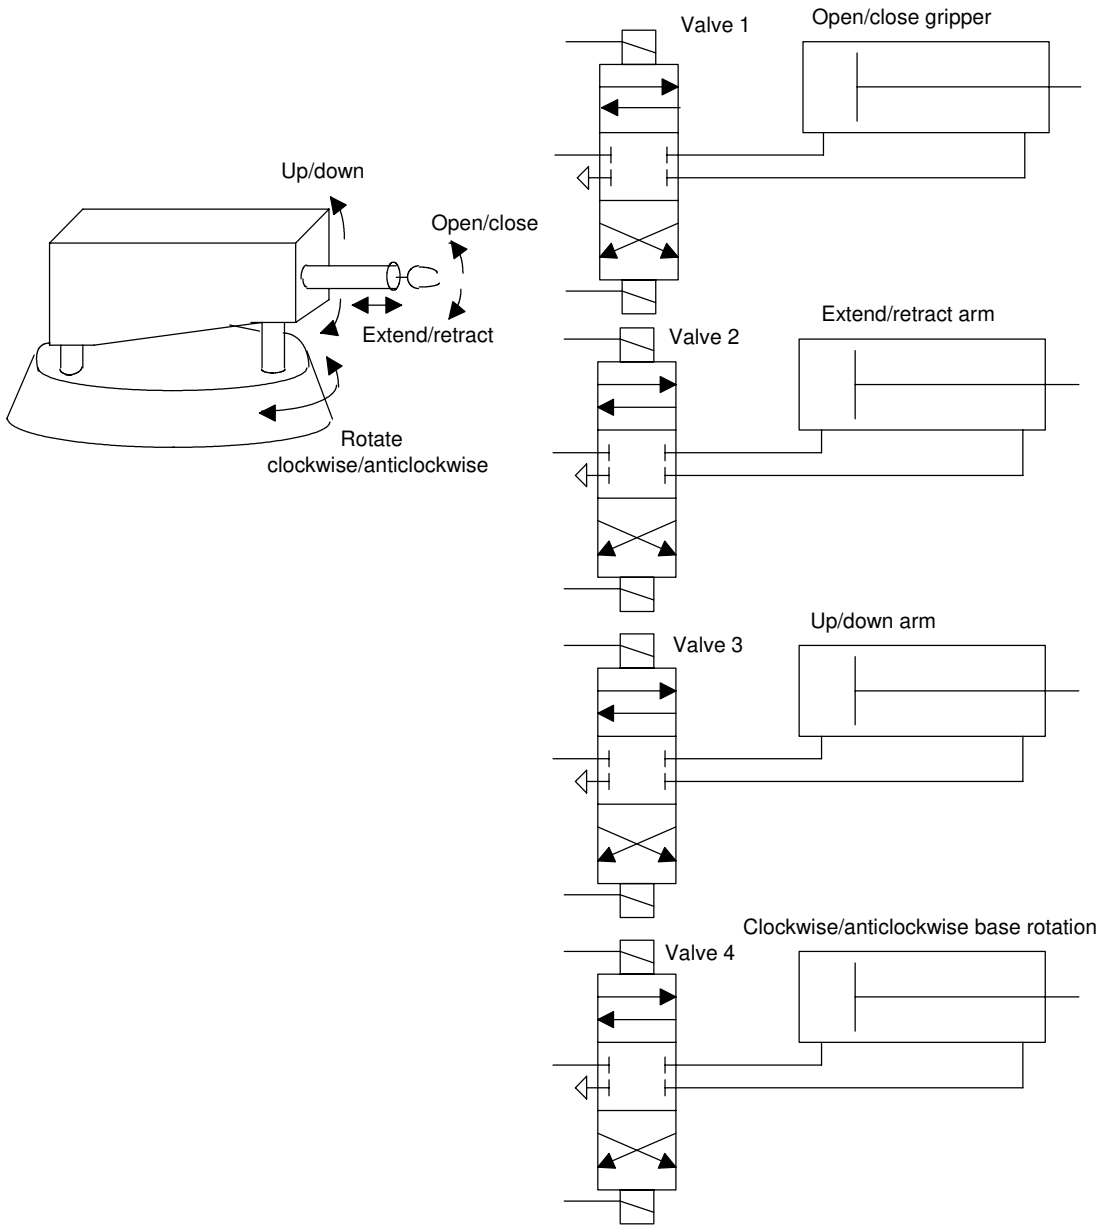 Valve 1
Open/close gripper
Up/down
Open/close
Extend/retract
Rotate
clockwise/anticlockwise
Valve 2
Extend/retract arm
Valve 3
Up/down arm
Valve 4
Clockwise/anticlockwise base rotation